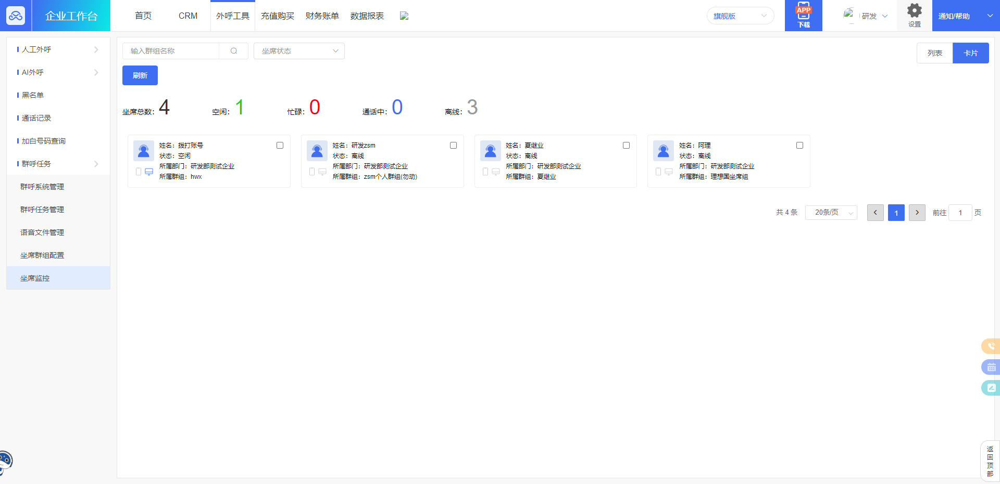 企业工作台
首页
CRM
外呼工具
充值购买
财务账单
数据报表
旗舰版
APP
下载
研发
设置
通知/帮助
人工外呼
AI外呼
黑名单
通话记录
加白号码查询
群呼任务
群呼系统管理
群呼任务管理
语音文件管理
坐席群组配置
坐席监控
输入群组名称
坐席状态
列表
卡片
刷新
坐席总数：4
空闲：1
忙碌：0
通话中：0
离线：3
姓名：拨打账号
状态：空闲
所属部门：研发部测试企业
所属群组：hwx
姓名：研发zsm
状态：离线
所属部门：研发部测试企业
所属群组：zsm个人群组(勿动)
姓名：夏继业
状态：离线
所属部门：研发部测试企业
所属群组：夏继业
姓名：阿理
状态：离线
所属部门：研发部测试企业
所属群组：理想国坐席组
共 4 条
20条/页
1
前往 1 页
返回顶部